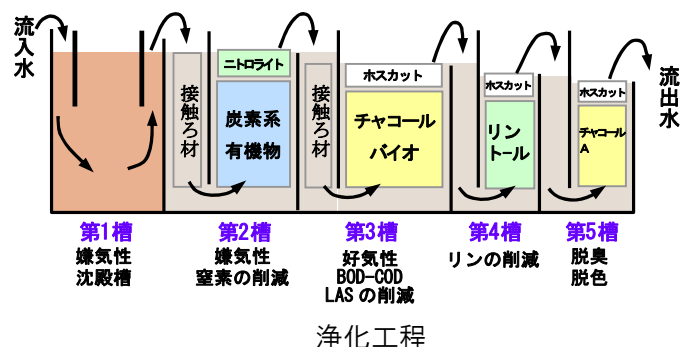 流入水
接触ろ材
ニトロライト
炭素系
有機物
接触ろ材
ホスカット
チャコール
バイオ
ホスカット
リン
トール
ホスカット
チャコール
A
流出水
第1槽
嫌気性
沈殿槽
第2槽
嫌気性
窒素の削減
第3槽
好気性
BOD-COD
LASの削減
第4槽
リンの削減
第5槽
脱臭
脱色
浄化工程